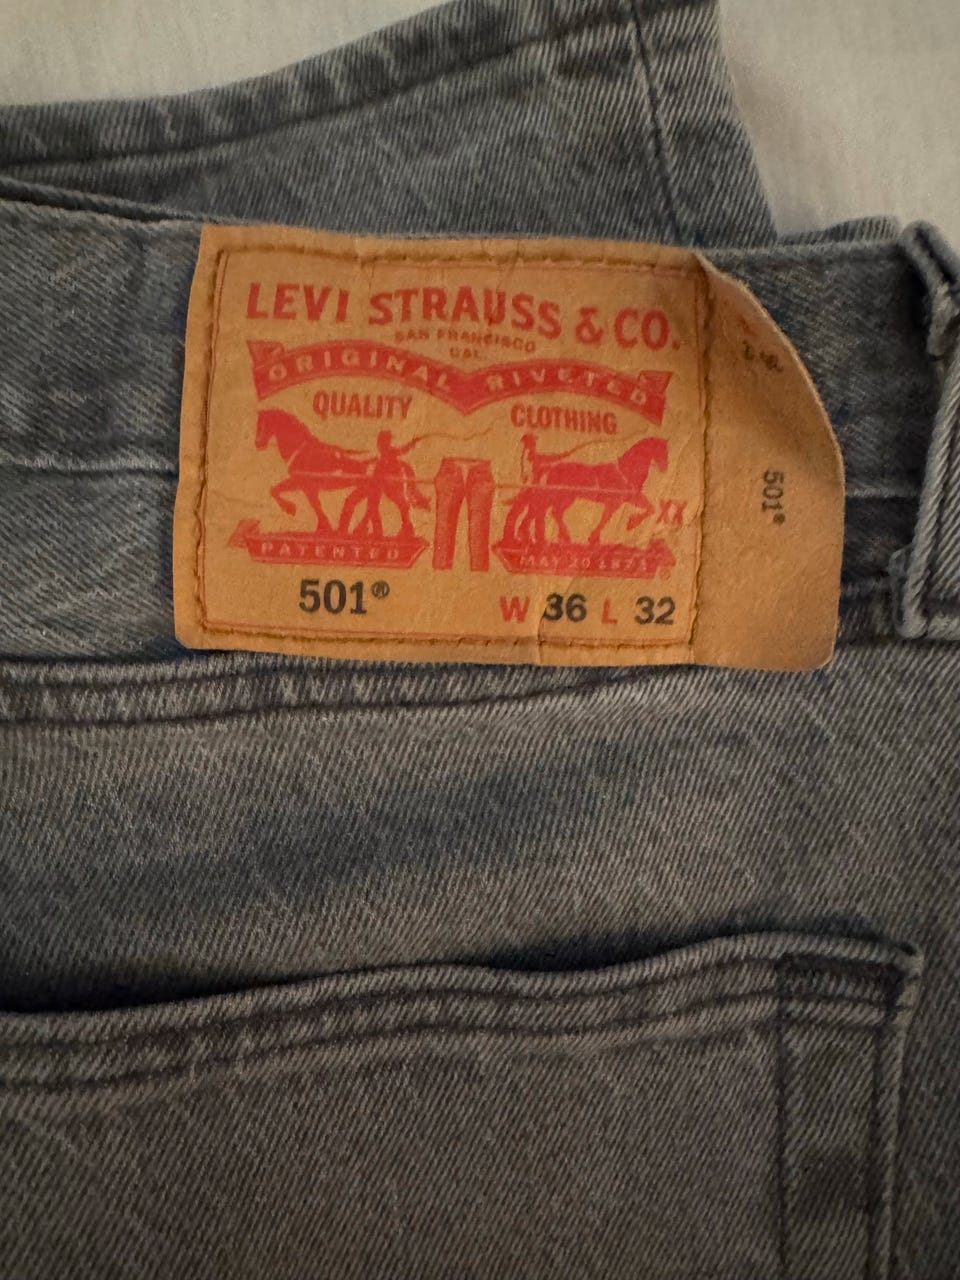 LEVI STRAUSS & CO.
SAN FRANCISCO
CAL.
ORIGINAL RIVETED
QUALITY CLOTHING
XX
PATENTED MAY 20 1873
501® W 36 L 32
501®